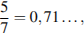 5/7 = 0,71…,